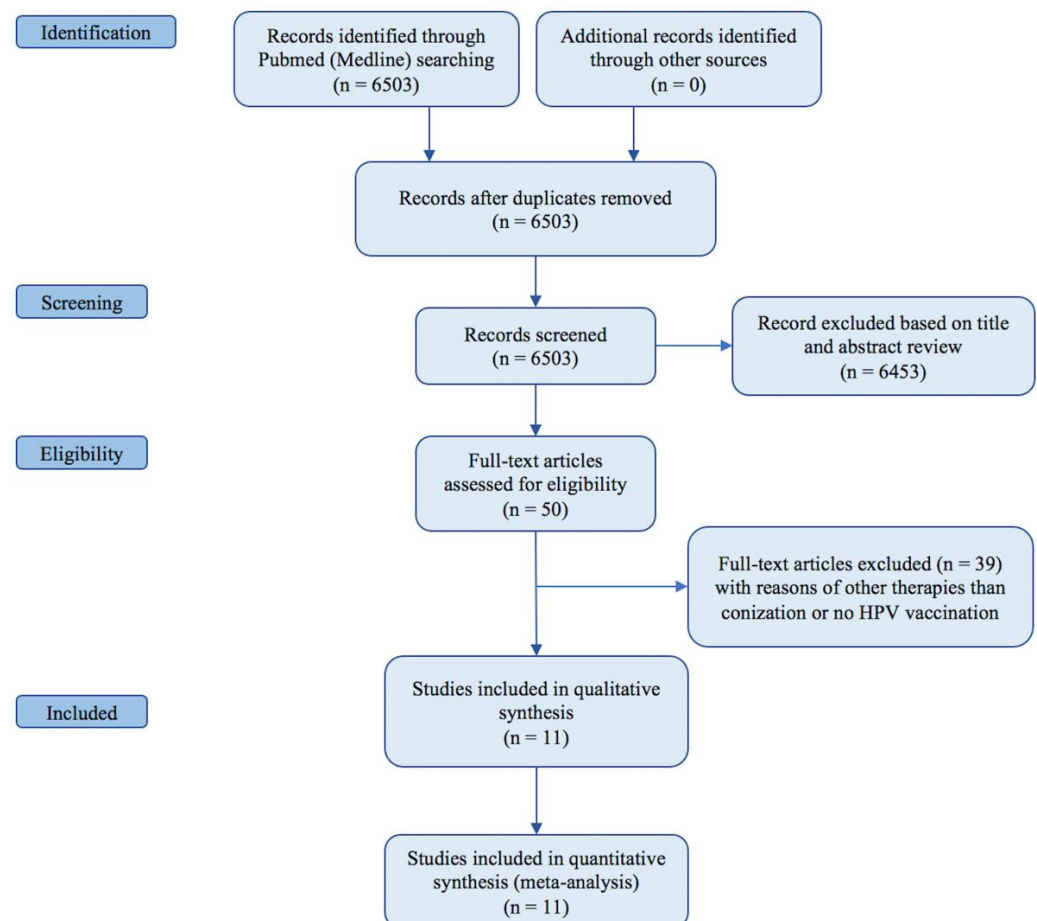 Identification
Records identified through
Pubmed (Medline) searching
(n = 6503)
Additional records identified
through other sources
(n = 0)
Records after duplicates removed
(n = 6503)
Screening
Records screened
(n = 6503)
Record excluded based on title
and abstract review
(n = 6453)
Eligibility
Full-text articles
assessed for eligibility
(n = 50)
Full-text articles excluded (n = 39)
with reasons of other therapies than
conization or no HPV vaccination
Included
Studies included in qualitative
synthesis
(n = 11)
Studies included in quantitative
synthesis (meta-analysis)
(n = 11)